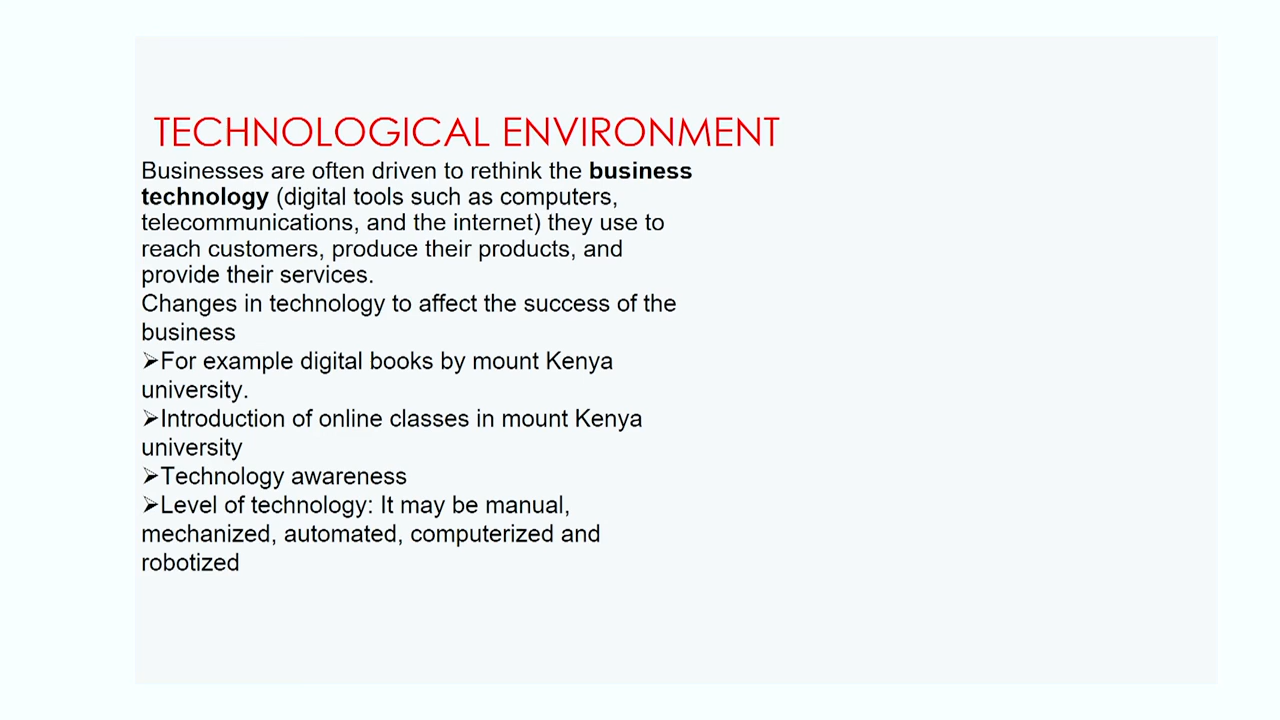 TECHNOLOGICAL ENVIRONMENT
Businesses are often driven to rethink the business
technology (digital tools such as computers,
telecommunications, and the internet) they use to
reach customers, produce their products, and
provide their services.
Changes in technology to affect the success of the
business
➢For example digital books by mount Kenya
university.
➢Introduction of online classes in mount Kenya
university
➢Technology awareness
➢Level of technology: It may be manual,
mechanized, automated, computerized and
robotized